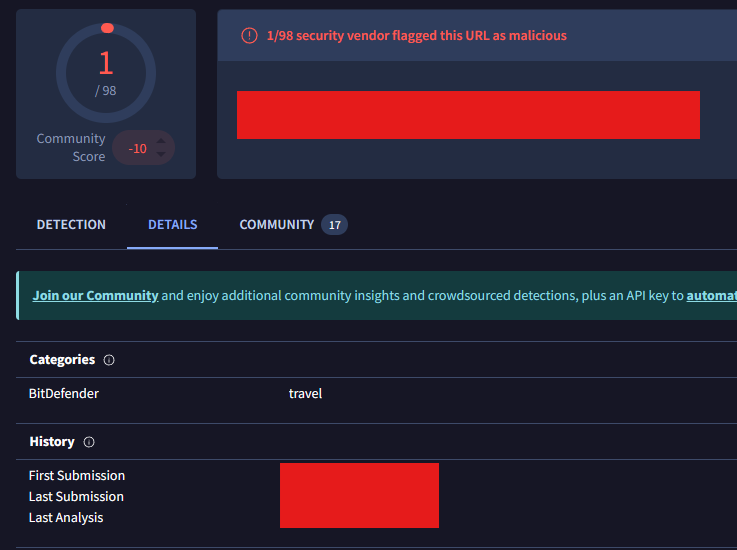 1
/ 98
Community
Score
-10
1/98 security vendor flagged this URL as malicious
DETECTION
DETAILS
COMMUNITY 17
Join our Community and enjoy additional community insights and crowdsourced detections, plus an API key to automat
Categories
BitDefender travel
History
First Submission
Last Submission
Last Analysis